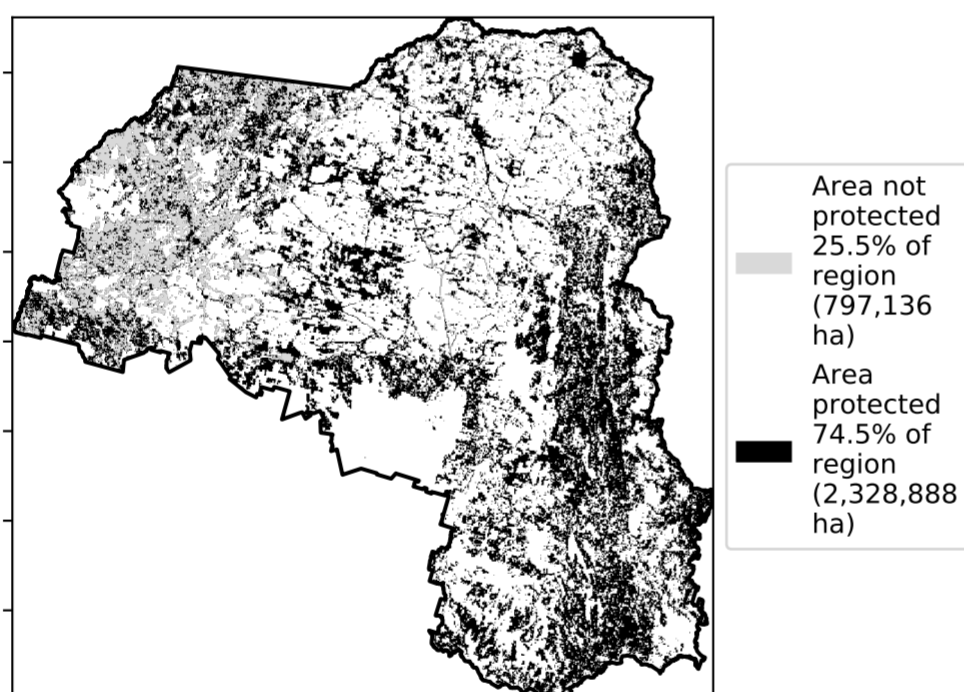 Area not
protected
25.5% of
region
(797,136
ha)
Area
protected
74.5% of
region
(2,328,888
ha)